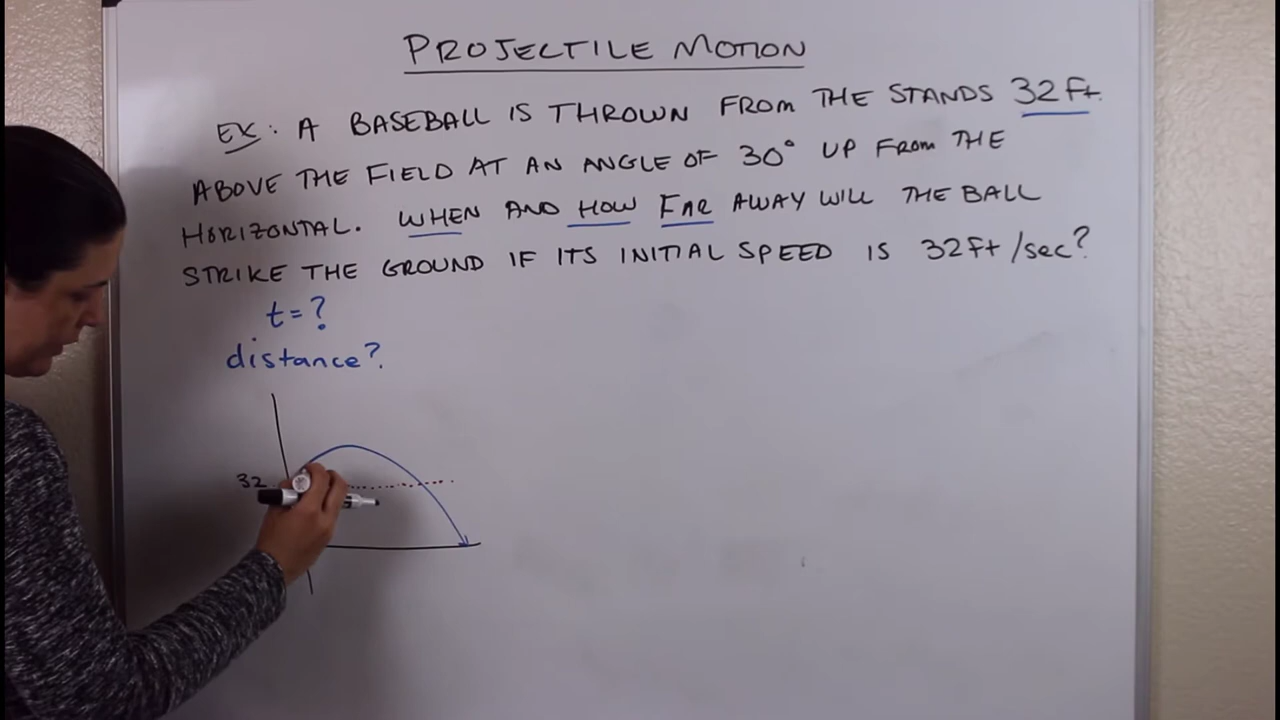 PROJECTILE MOTION
EX: A BASEBALL IS THROWN FROM THE STANDS 32 Ft.
ABOVE THE FIELD AT AN ANGLE OF 30° UP FROM THE
HORIZONTAL. WHEN AND HOW FAR AWAY WILL THE BALL
STRIKE THE GROUND IF ITS INITIAL SPEED IS 32 Ft/sec?
t = ?
distance?
32